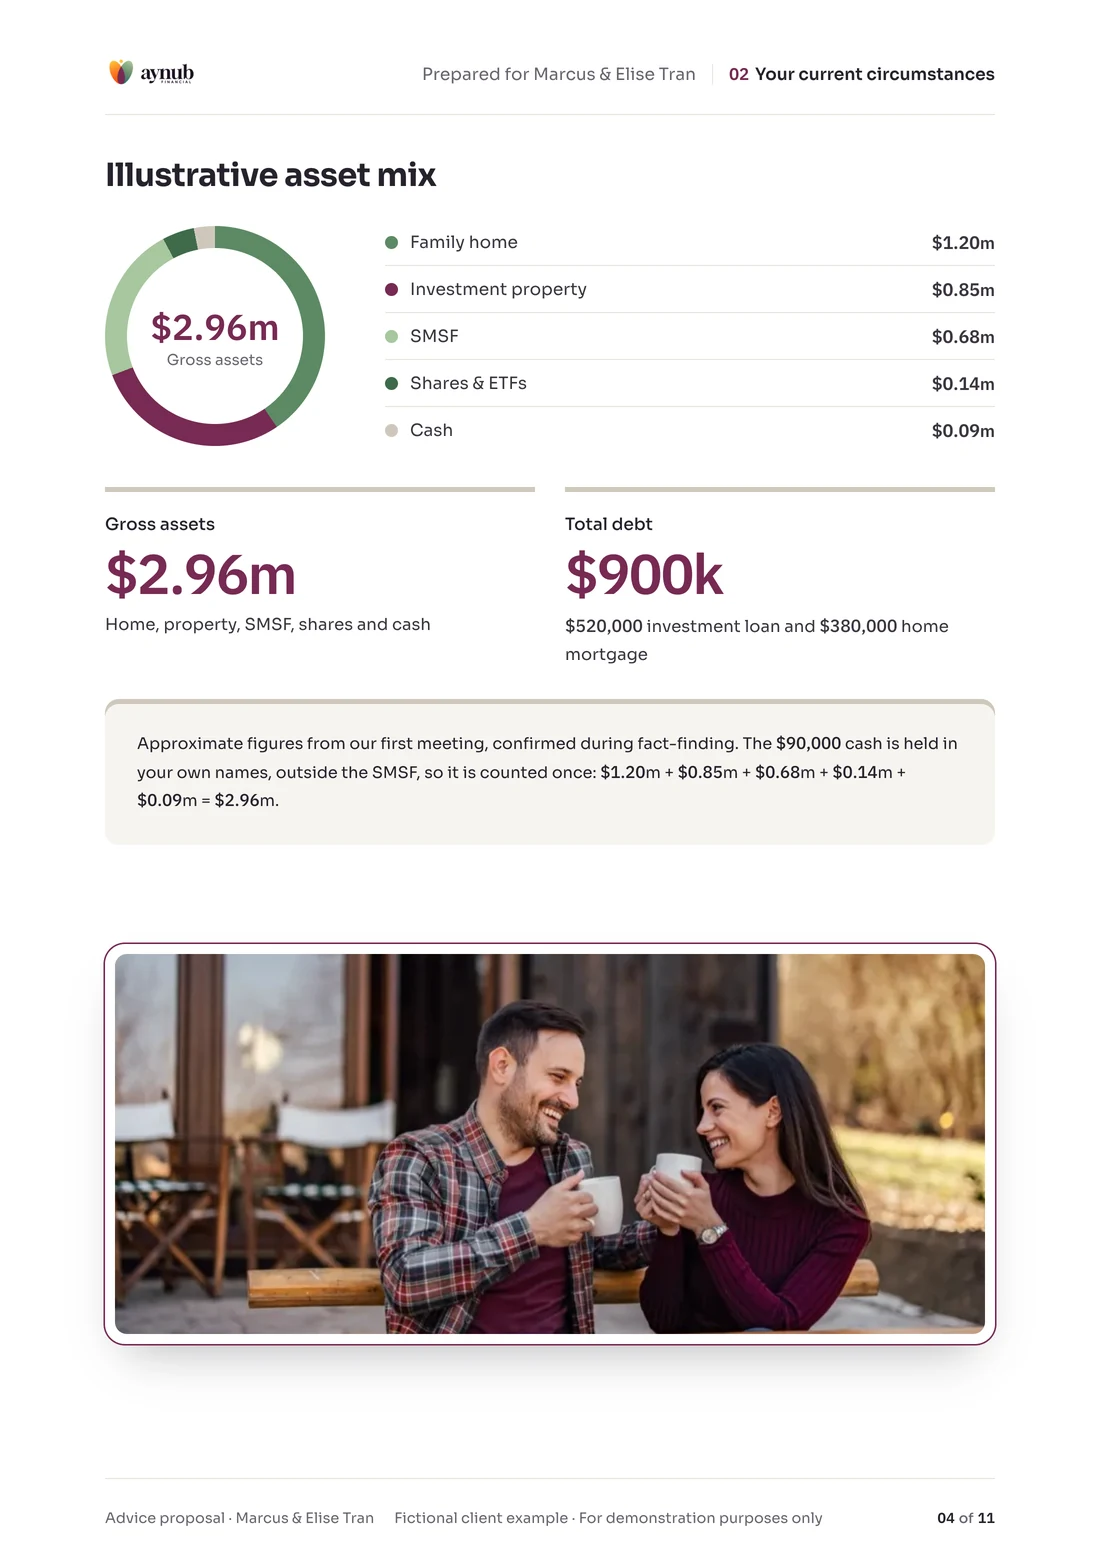 aynub
FINANCIAL
Prepared for Marcus & Elise Tran
02 Your current circumstances
Illustrative asset mix
$2.96m
Gross assets
Family home $1.20m
Investment property $0.85m
SMSF $0.68m
Shares & ETFs $0.14m
Cash $0.09m
Gross assets
$2.96m
Home, property, SMSF, shares and cash
Total debt
$900k
$520,000 investment loan and $380,000 home
mortgage
Approximate figures from our first meeting, confirmed during fact-finding. The $90,000 cash is held in
your own names, outside the SMSF, so it is counted once: $1.20m + $0.85m + $0.68m + $0.14m +
$0.09m = $2.96m.
Advice proposal · Marcus & Elise Tran Fictional client example · For demonstration purposes only 04 of 11